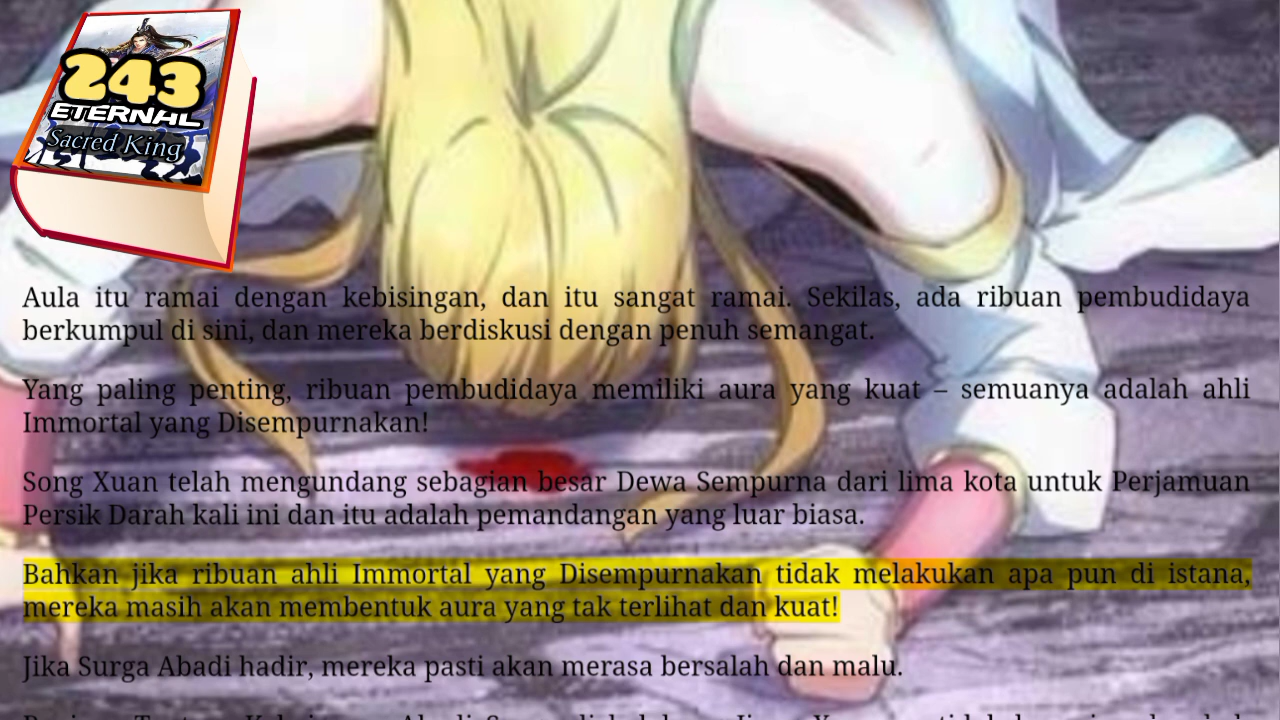 243
ETERNAL
Sacred King
Aula itu ramai dengan kebisingan, dan itu sangat ramai. Sekilas, ada ribuan pembudidaya
berkumpul di sini, dan mereka berdiskusi dengan penuh semangat.
Yang paling penting, ribuan pembudidaya memiliki aura yang kuat – semuanya adalah ahli
Immortal yang Disempurnakan!
Song Xuan telah mengundang sebagian besar Dewa Sempurna dari lima kota untuk Perjamuan
Persik Darah kali ini dan itu adalah pemandangan yang luar biasa.
Bahkan jika ribuan ahli Immortal yang Disempurnakan tidak melakukan apa pun di istana,
mereka masih akan membentuk aura yang tak terlihat dan kuat!
Jika Surga Abadi hadir, mereka pasti akan merasa bersalah dan malu.